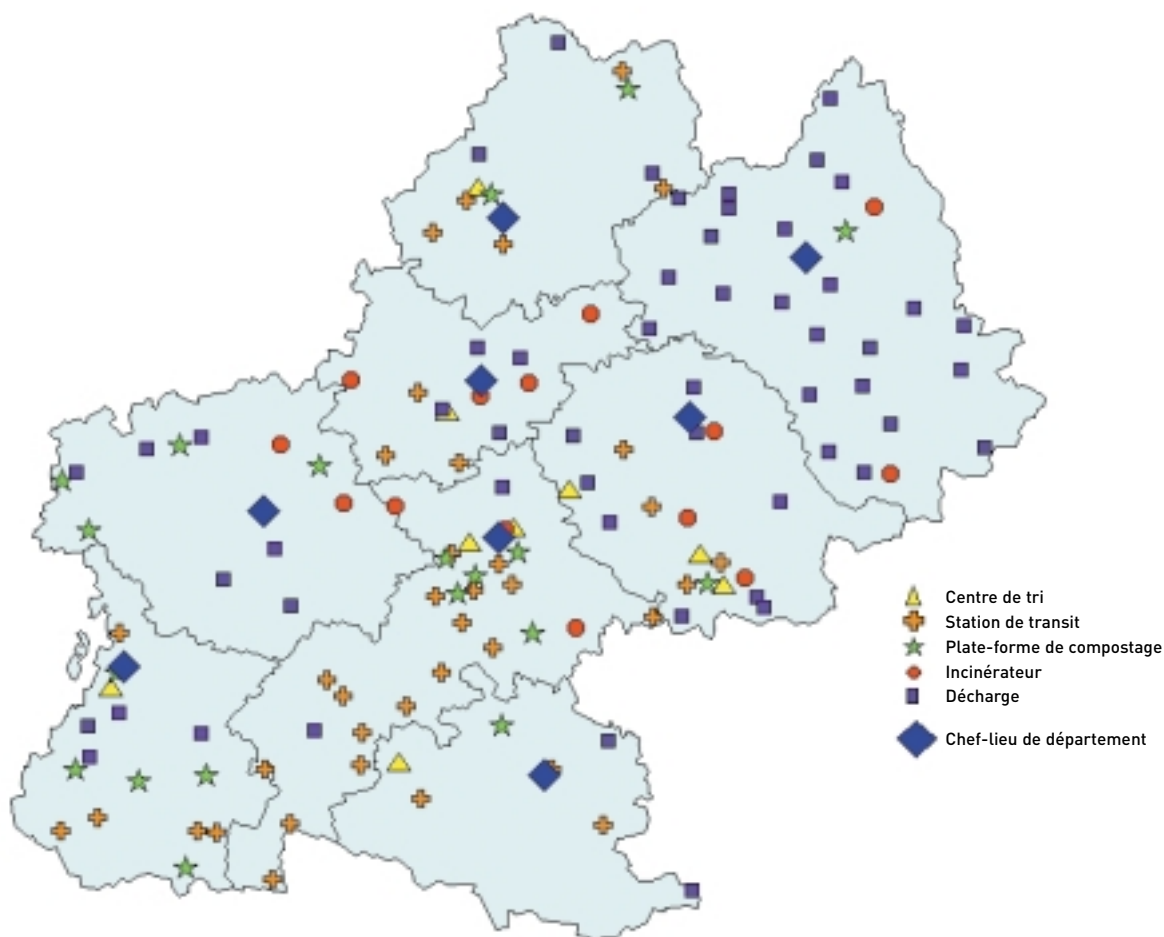 Centre de tri
Station de transit
Plate-forme de compostage
Incinérateur
Décharge
Chef-lieu de département